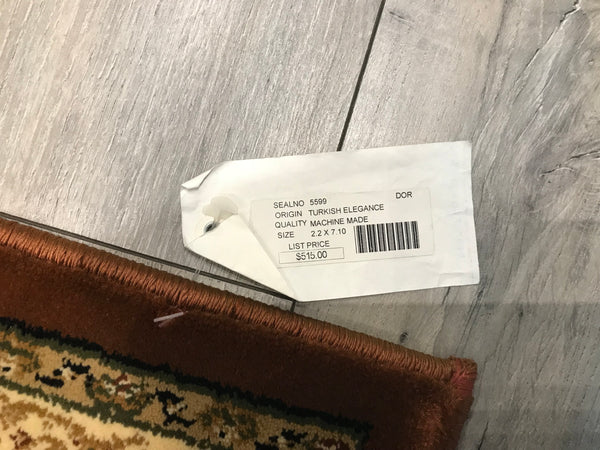 SEALNO 5599 DOR
ORIGIN TURKISH ELEGANCE
QUALITY MACHINE MADE
SIZE 2.2 X 7.10
LIST PRICE
$515.00